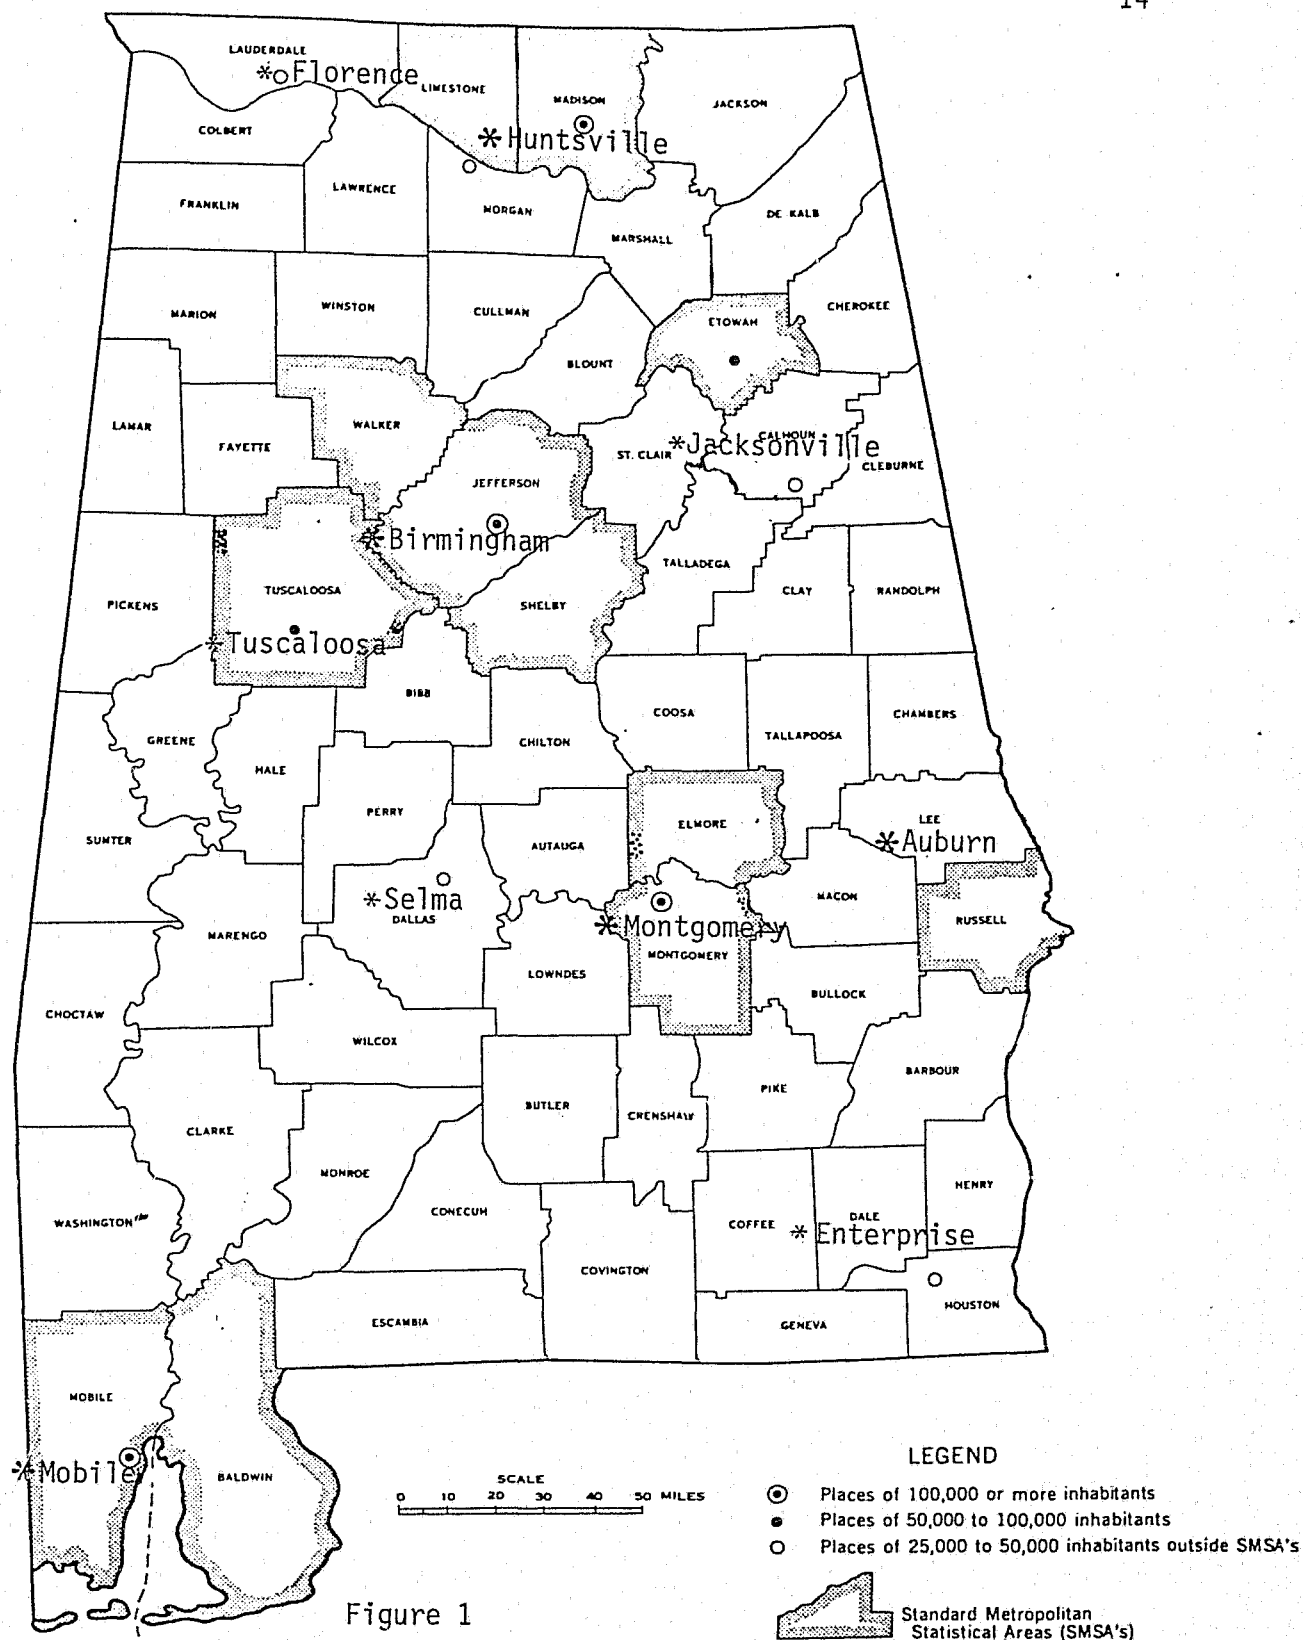 14
LAUDERDALE
*Florence
LIMESTONE
MADISON
JACKSON
COLBERT
*Huntsville
LAWRENCE
FRANKLIN
MORGAN
DE KALB
MARSHALL
WINSTON
CHEROKEE
MARION
CULLMAN
ETOWAH
BLOUNT
LAMAR
WALKER
CALHOUN
FAYETTE
ST. CLAIR
*Jacksonville
CLEBURNE
JEFFERSON
*Birmingham
TALLADEGA
TUSCALOOSA
CLAY
RANDOLPH
PICKENS
SHELBY
*Tuscaloosa
BIBB
COOSA
CHAMBERS
GREENE
CHILTON
TALLAPOOSA
HALE
PERRY
ELMORE
LEE
SUMTER
AUTAUGA
*Auburn
*Selma
MACON
DALLAS
RUSSELL
MARENGO
*Montgomery
MONTGOMERY
LOWNDES
BULLOCK
CHOCTAW
WILCOX
BARBOUR
PIKE
BUTLER
CRENSHAW
CLARKE
MONROE
HENRY
CONECUH
WASHINGTON
COFFEE
DALE
*Enterprise
COVINGTON
HOUSTON
ESCAMBIA
GENEVA
MOBILE
*Mobile
BALDWIN
SCALE
0 10 20 30 40 50 MILES
LEGEND
Places of 100,000 or more inhabitants
Places of 50,000 to 100,000 inhabitants
Places of 25,000 to 50,000 inhabitants outside SMSA's
Standard Metropolitan
Statistical Areas (SMSA's)
Figure 1